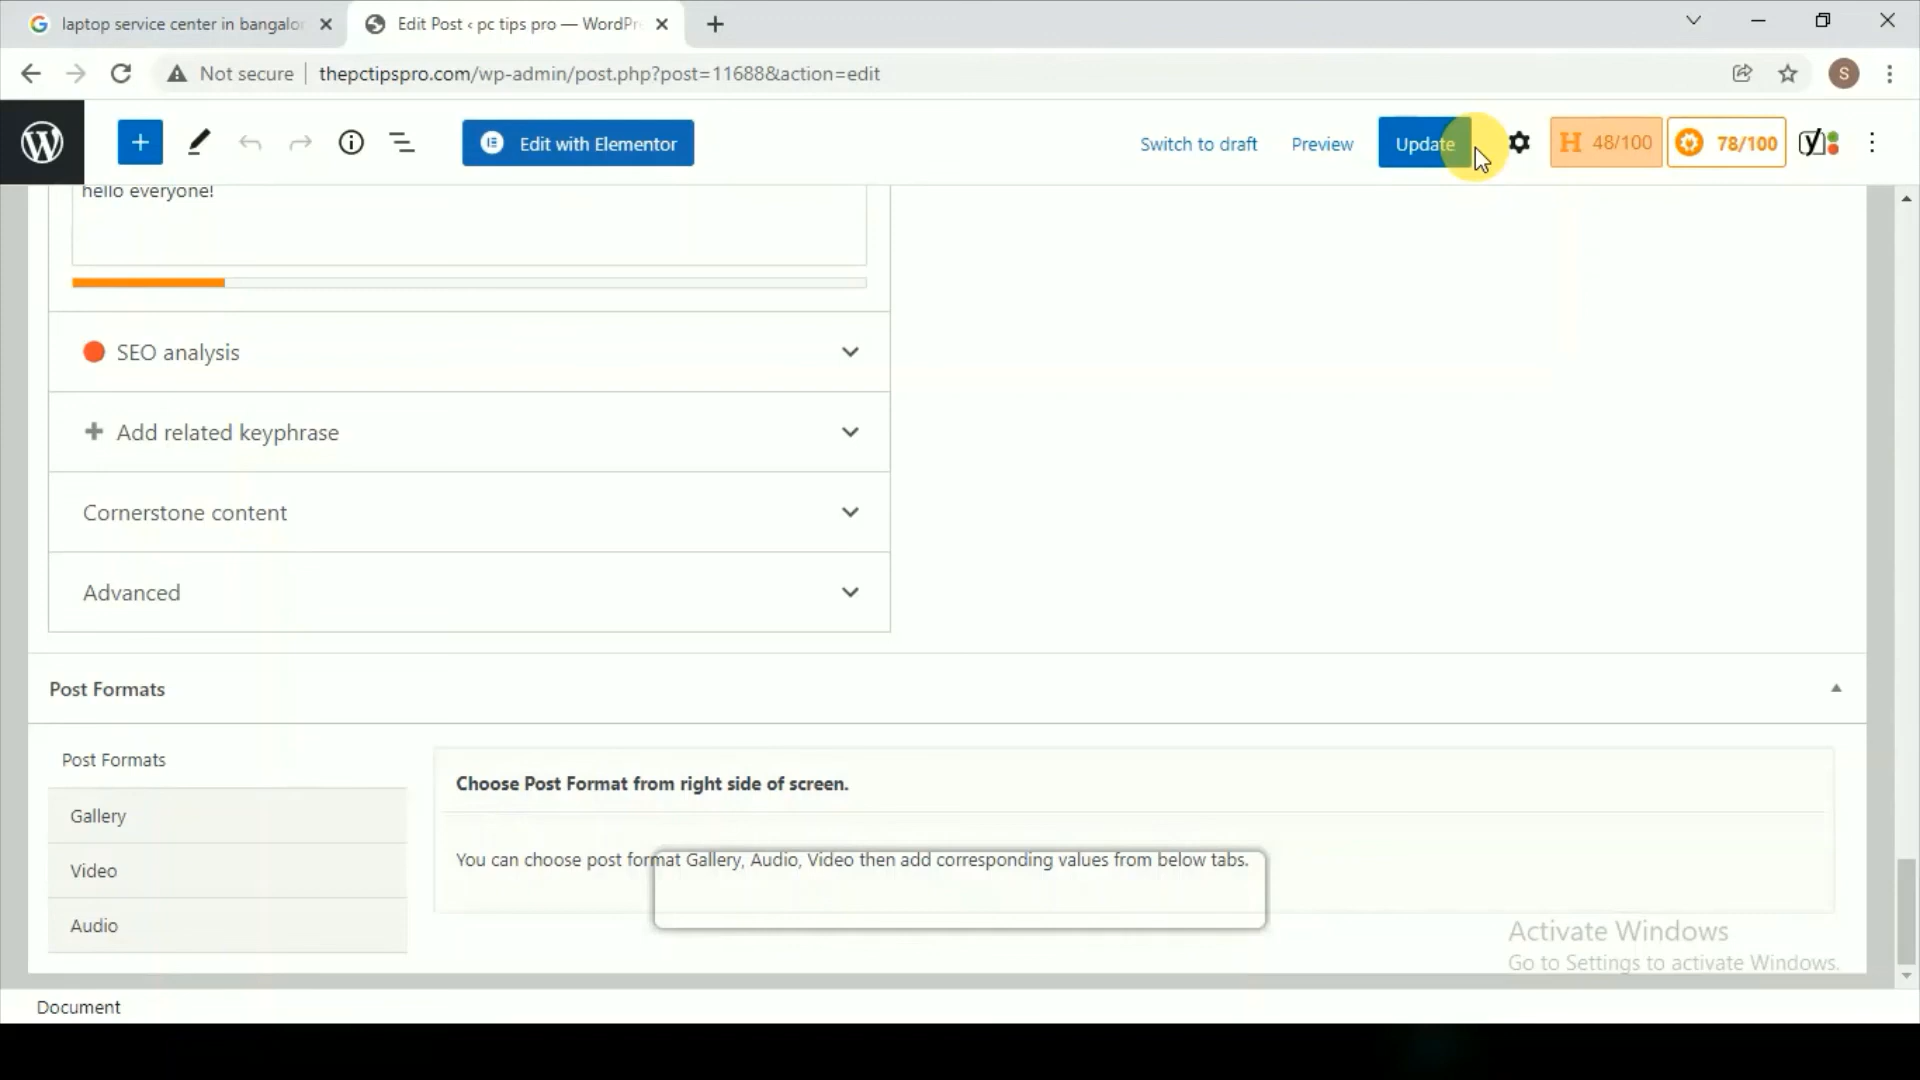 laptop service center in bangalo
Edit Post ‹ pc tips pro — WordPr
Not secure
thepctipspro.com/wp-admin/post.php?post=11688&action=edit
S
Edit with Elementor
Switch to draft
Preview
Update
H 48/100
78/100
hello everyone!
SEO analysis
Add related keyphrase
Cornerstone content
Advanced
Post Formats
Post Formats
Gallery
Video
Audio
Choose Post Format from right side of screen.
You can choose post format Gallery, Audio, Video then add corresponding values from below tabs.
Activate Windows
Go to Settings to activate Windows.
Document